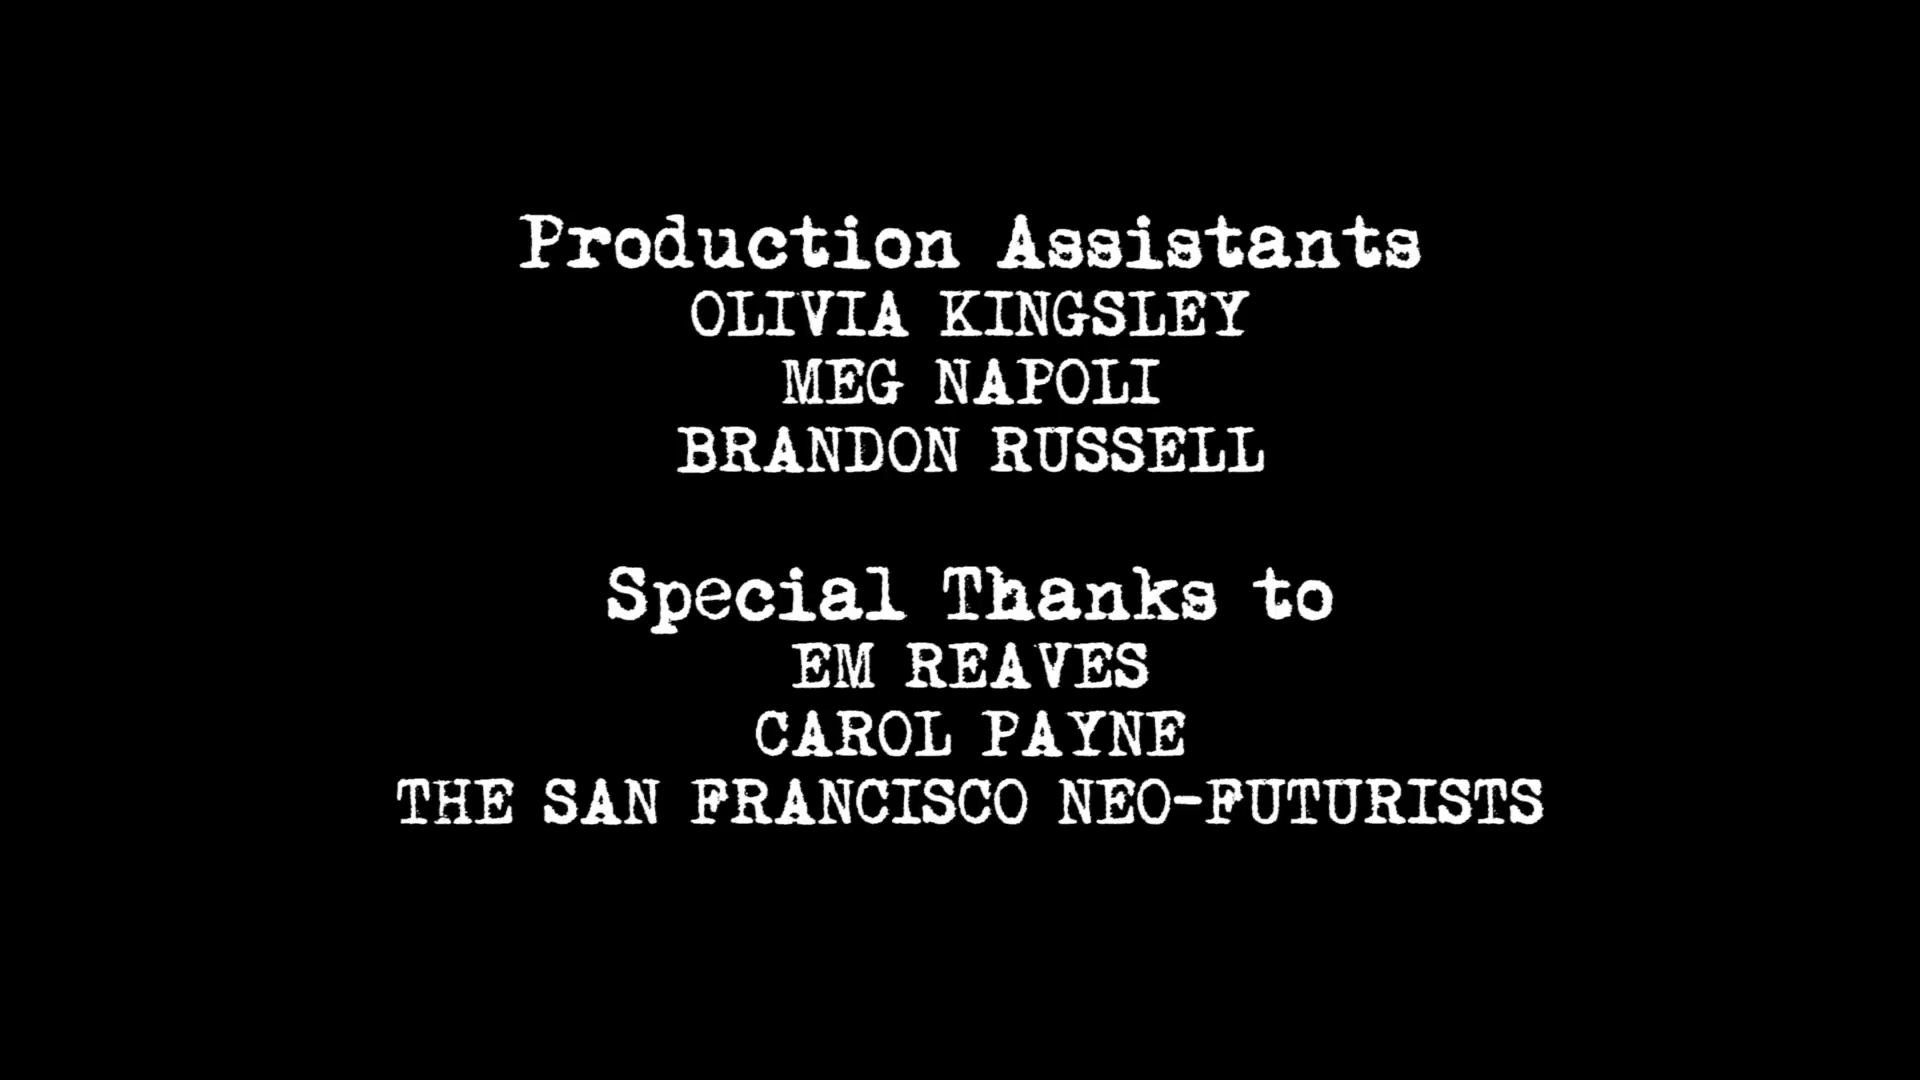 Production Assistants
OLIVIA KINGSLEY
MEG NAPOLI
BRANDON RUSSELL
Special Thanks to
EM REAVES
CAROL PAYNE
THE SAN FRANCISCO NEO-FUTURISTS